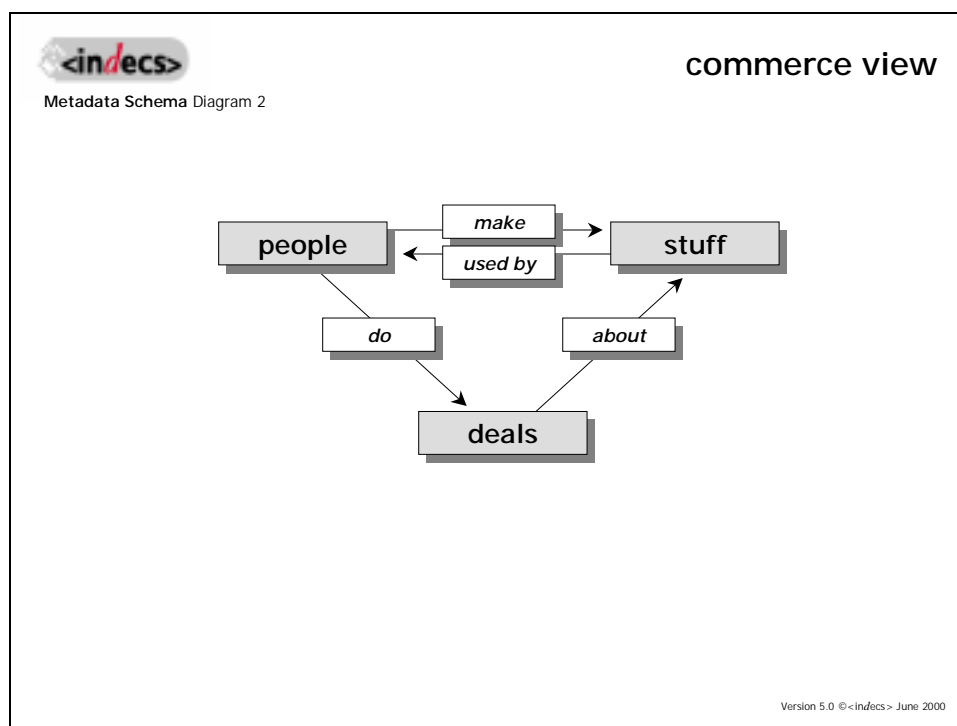 <indecs>
commerce view
Metadata Schema Diagram 2
make
people
stuff
used by
do
about
deals
Version 5.0 ©<indecs> June 2000